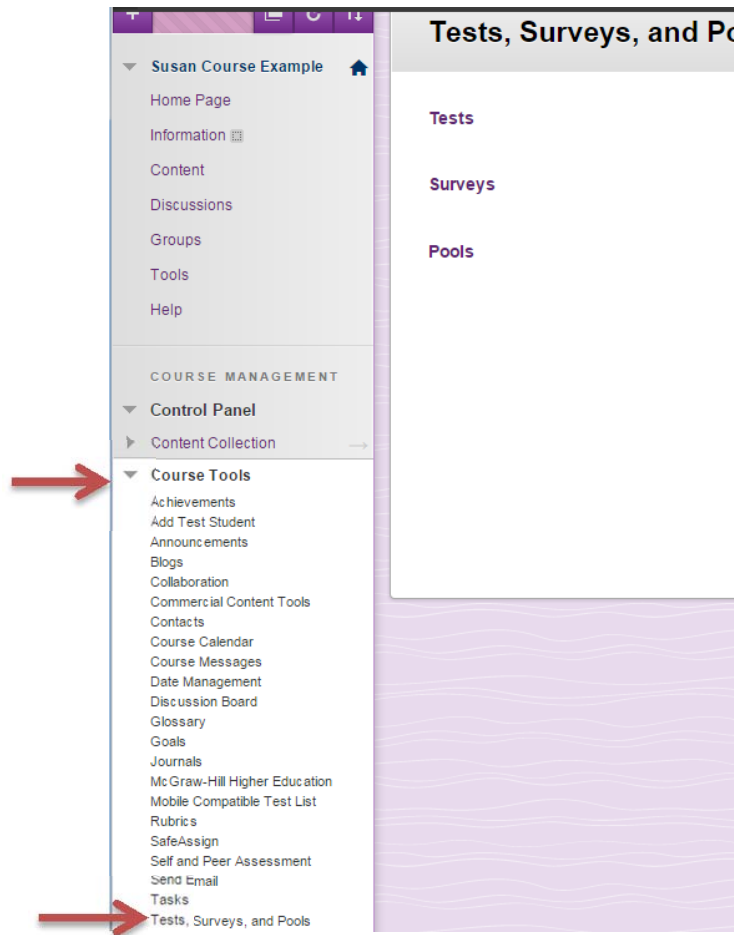 Susan Course Example
Home Page
Information
Content
Discussions
Groups
Tools
Help
COURSE MANAGEMENT
Control Panel
Content Collection
Course Tools
Achievements
Add Test Student
Announcements
Blogs
Collaboration
Commercial Content Tools
Contacts
Course Calendar
Course Messages
Date Management
Discussion Board
Glossary
Goals
Journals
McGraw-Hill Higher Education
Mobile Compatible Test List
Rubrics
SafeAssign
Self and Peer Assessment
Send Email
Tasks
Tests, Surveys, and Pools
Tests, Surveys, and Po
Tests
Surveys
Pools